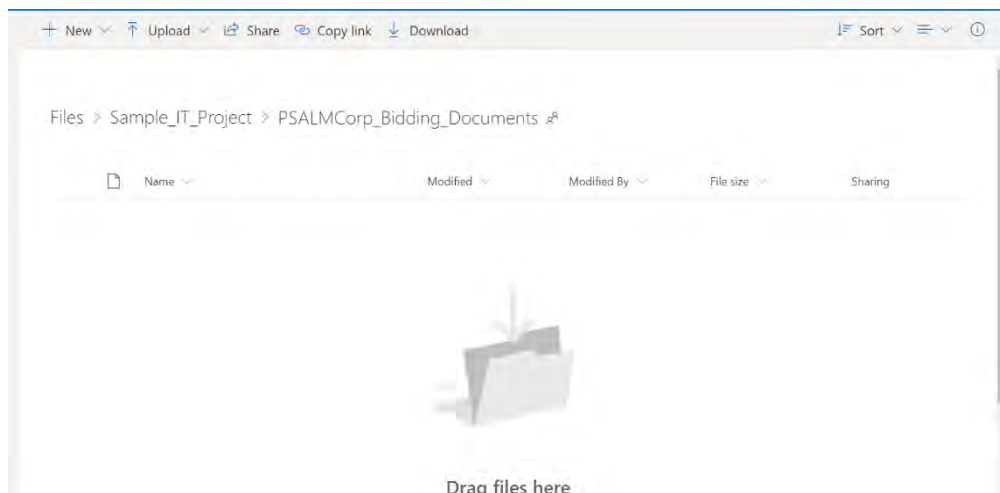 New Upload Share Copy link Download Sort
Files > Sample_IT_Project > PSALMCorp_Bidding_Documents
Name Modified Modified By File size Sharing
Drag files here